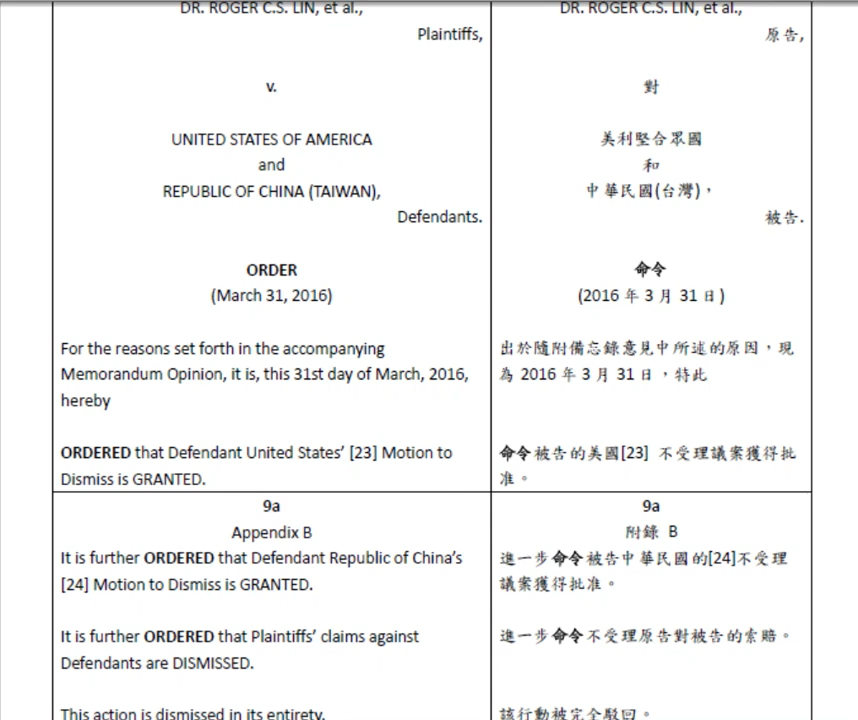 DR. ROGER C.S. LIN, et al.,
Plaintiffs,
v.
UNITED STATES OF AMERICA
and
REPUBLIC OF CHINA (TAIWAN),
Defendants.
ORDER
(March 31, 2016)
For the reasons set forth in the accompanying
Memorandum Opinion, it is, this 31st day of March, 2016,
hereby
ORDERED that Defendant United States’ [23] Motion to
Dismiss is GRANTED.
DR. ROGER C.S. LIN, et al.,
原告,
對
美利堅合眾國
和
中華民國(台灣)，
被告.
命令
(2016 年 3 月 31 日)
出於隨附備忘錄意見中所述的原因，現
為 2016 年 3 月 31 日，特此
命令被告的美國[23] 不受理議案獲得批
准。
9a
Appendix B
It is further ORDERED that Defendant Republic of China’s
[24] Motion to Dismiss is GRANTED.
It is further ORDERED that Plaintiffs’ claims against
Defendants are DISMISSED.
This action is dismissed in its entirety.
9a
附錄 B
進一步命令被告中華民國的[24]不受理
議案獲得批准。
進一步命令不受理原告對被告的索賠。
該行動被完全駁回。